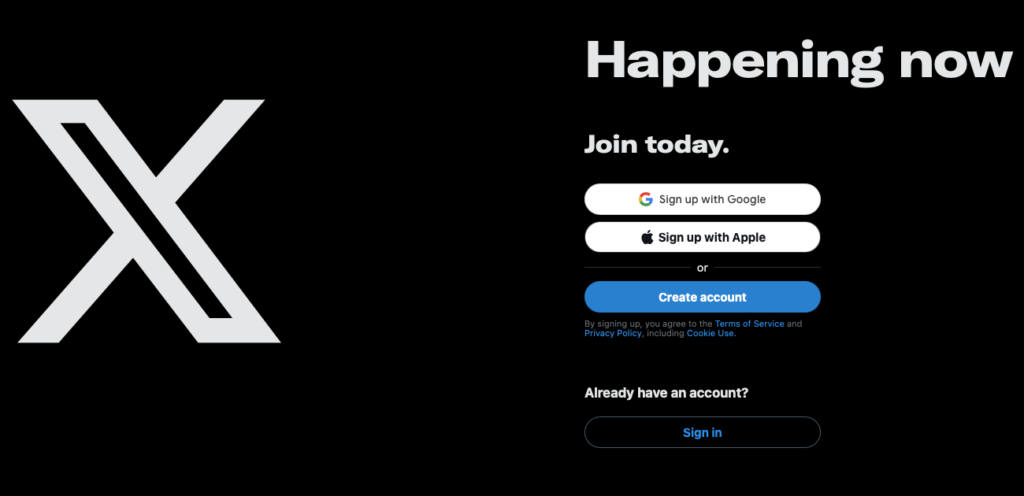 Happening now
Join today.
Sign up with Google
Sign up with Apple
or
Create account
By signing up, you agree to the Terms of Service and
Privacy Policy, including Cookie Use.
Already have an account?
Sign in